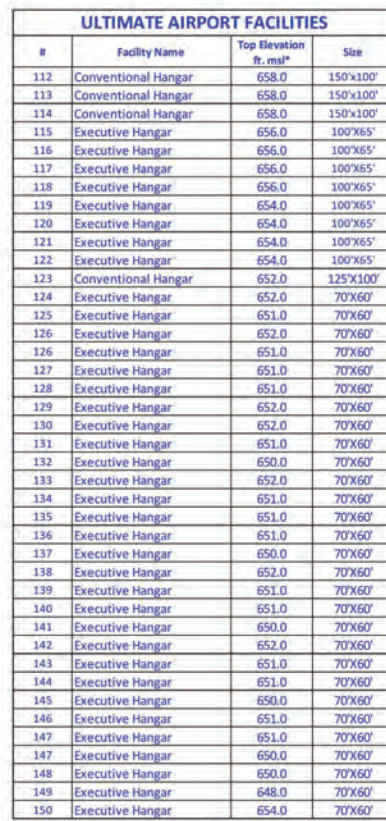 ULTIMATE AIRPORT FACILITIES
# Facility Name Top Elevation ft. msl* Size
112 Conventional Hangar 658.0 150'x100'
113 Conventional Hangar 658.0 150'x100'
114 Conventional Hangar 658.0 150'x100'
115 Executive Hangar 656.0 100'X65'
116 Executive Hangar 656.0 100'X65'
117 Executive Hangar 656.0 100'X65'
118 Executive Hangar 656.0 100'X65'
119 Executive Hangar 654.0 100'X65'
120 Executive Hangar 654.0 100'X65'
121 Executive Hangar 654.0 100'X65'
122 Executive Hangar 654.0 100'X65'
123 Conventional Hangar 652.0 125'X100'
124 Executive Hangar 652.0 70'X60'
125 Executive Hangar 651.0 70'X60'
126 Executive Hangar 652.0 70'X60'
126 Executive Hangar 651.0 70'X60'
127 Executive Hangar 651.0 70'X60'
128 Executive Hangar 651.0 70'X60'
129 Executive Hangar 652.0 70'X60'
130 Executive Hangar 652.0 70'X60'
131 Executive Hangar 651.0 70'X60'
132 Executive Hangar 650.0 70'X60'
133 Executive Hangar 652.0 70'X60'
134 Executive Hangar 651.0 70'X60'
135 Executive Hangar 651.0 70'X60'
136 Executive Hangar 651.0 70'X60'
137 Executive Hangar 650.0 70'X60'
138 Executive Hangar 652.0 70'X60'
139 Executive Hangar 651.0 70'X60'
140 Executive Hangar 651.0 70'X60'
141 Executive Hangar 650.0 70'X60'
142 Executive Hangar 652.0 70'X60'
143 Executive Hangar 651.0 70'X60'
144 Executive Hangar 651.0 70'X60'
145 Executive Hangar 650.0 70'X60'
146 Executive Hangar 651.0 70'X60'
147 Executive Hangar 651.0 70'X60'
147 Executive Hangar 650.0 70'X60'
148 Executive Hangar 650.0 70'X60'
149 Executive Hangar 648.0 70'X60'
150 Executive Hangar 654.0 70'X60'